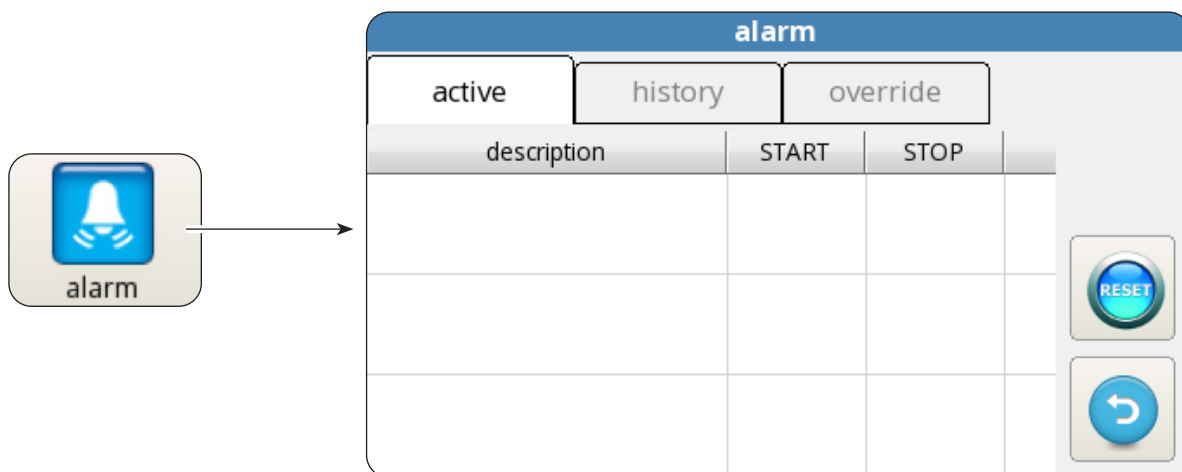 alarm
active history override
description START STOP
RESET
alarm